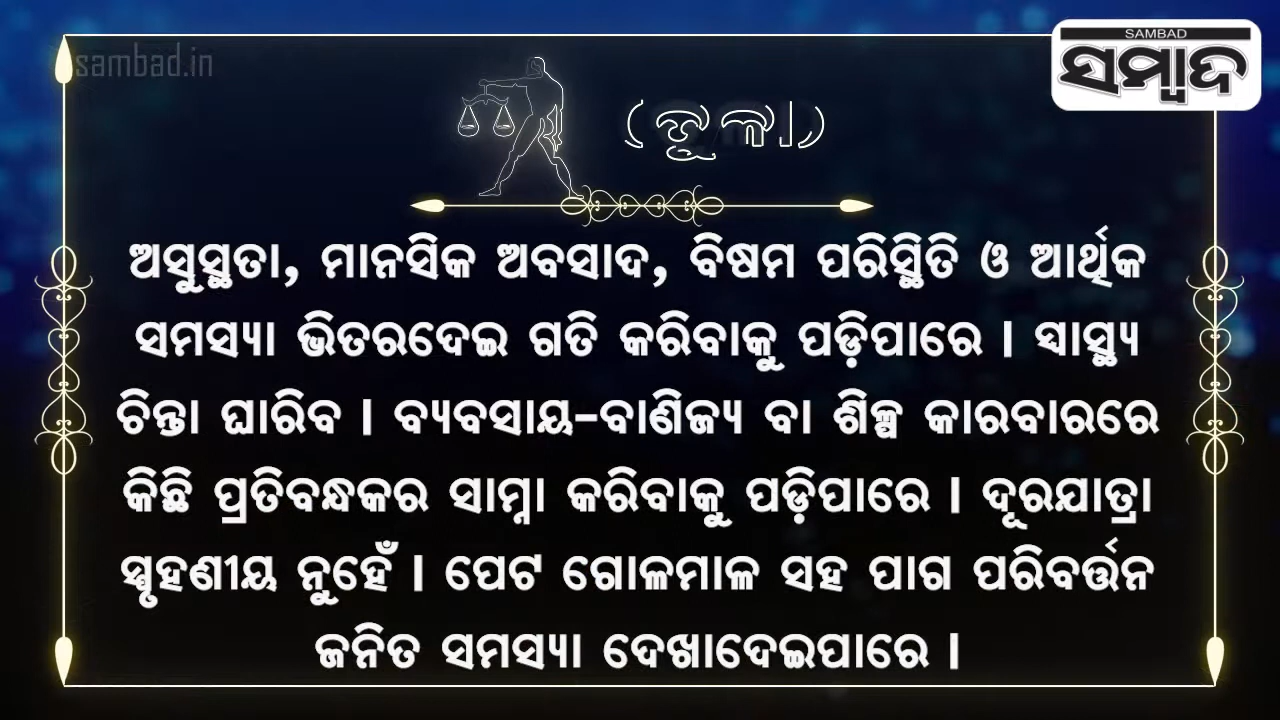 sambad.in
SAMBAD
ସମ୍ବାଦ
(ତୂଳା)
ଅସୁସ୍ଥତା, ମାନସିକ ଅବସାଦ, ବିଷମ ପରିସ୍ଥିତି ଓ ଆର୍ଥିକ
ସମସ୍ୟା ଭିତରଦେଇ ଗତି କରିବାକୁ ପଡ଼ିପାରେ । ସ୍ୱାସ୍ଥ୍ୟ
ଚିନ୍ତା ଘାରିବ । ବ୍ୟବସାୟ-ବାଣିଜ୍ୟ ବା ଶିଳ୍ପ କାରବାରରେ
କିଛି ପ୍ରତିବନ୍ଧକର ସାମ୍ନା କରିବାକୁ ପଡ଼ିପାରେ । ଦୂରଯାତ୍ରା
ସ୍ପୃହଣୀୟ ନୁହେଁ । ପେଟ ଗୋଳମାଳ ସହ ପାଗ ପରିବର୍ତ୍ତନ
ଜନିତ ସମସ୍ୟା ଦେଖାଦେଇପାରେ ।